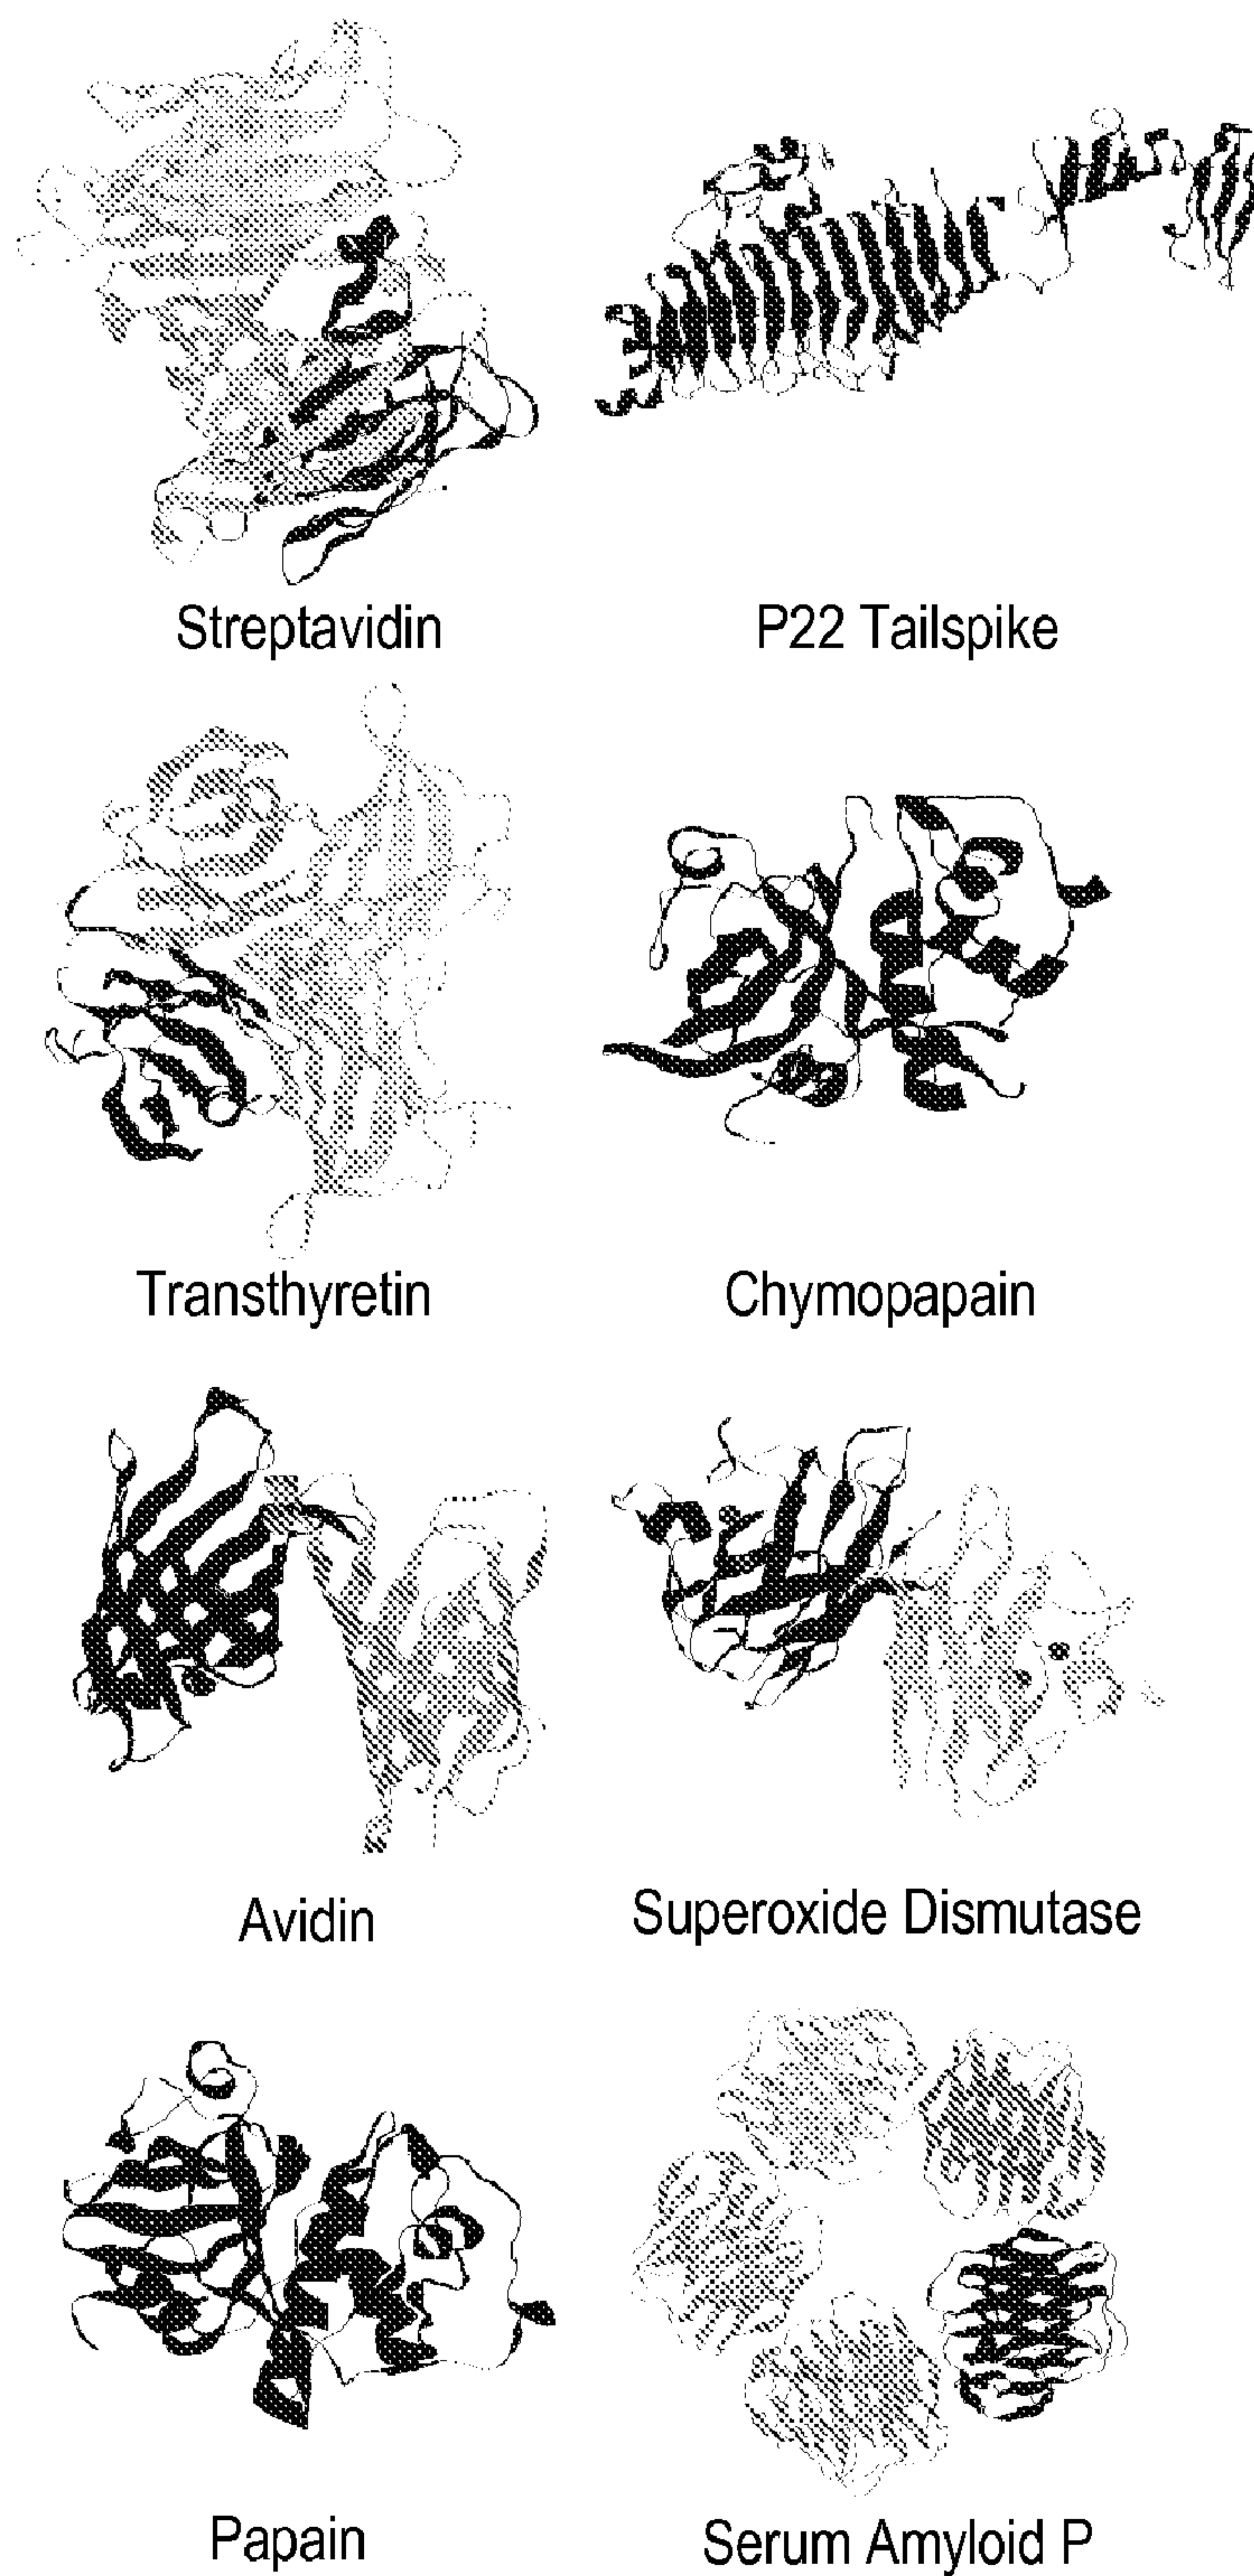 Streptavidin
P22 Tailspike
Transthyretin
Chymopapain
Avidin
Superoxide Dismutase
Papain
Serum Amyloid P